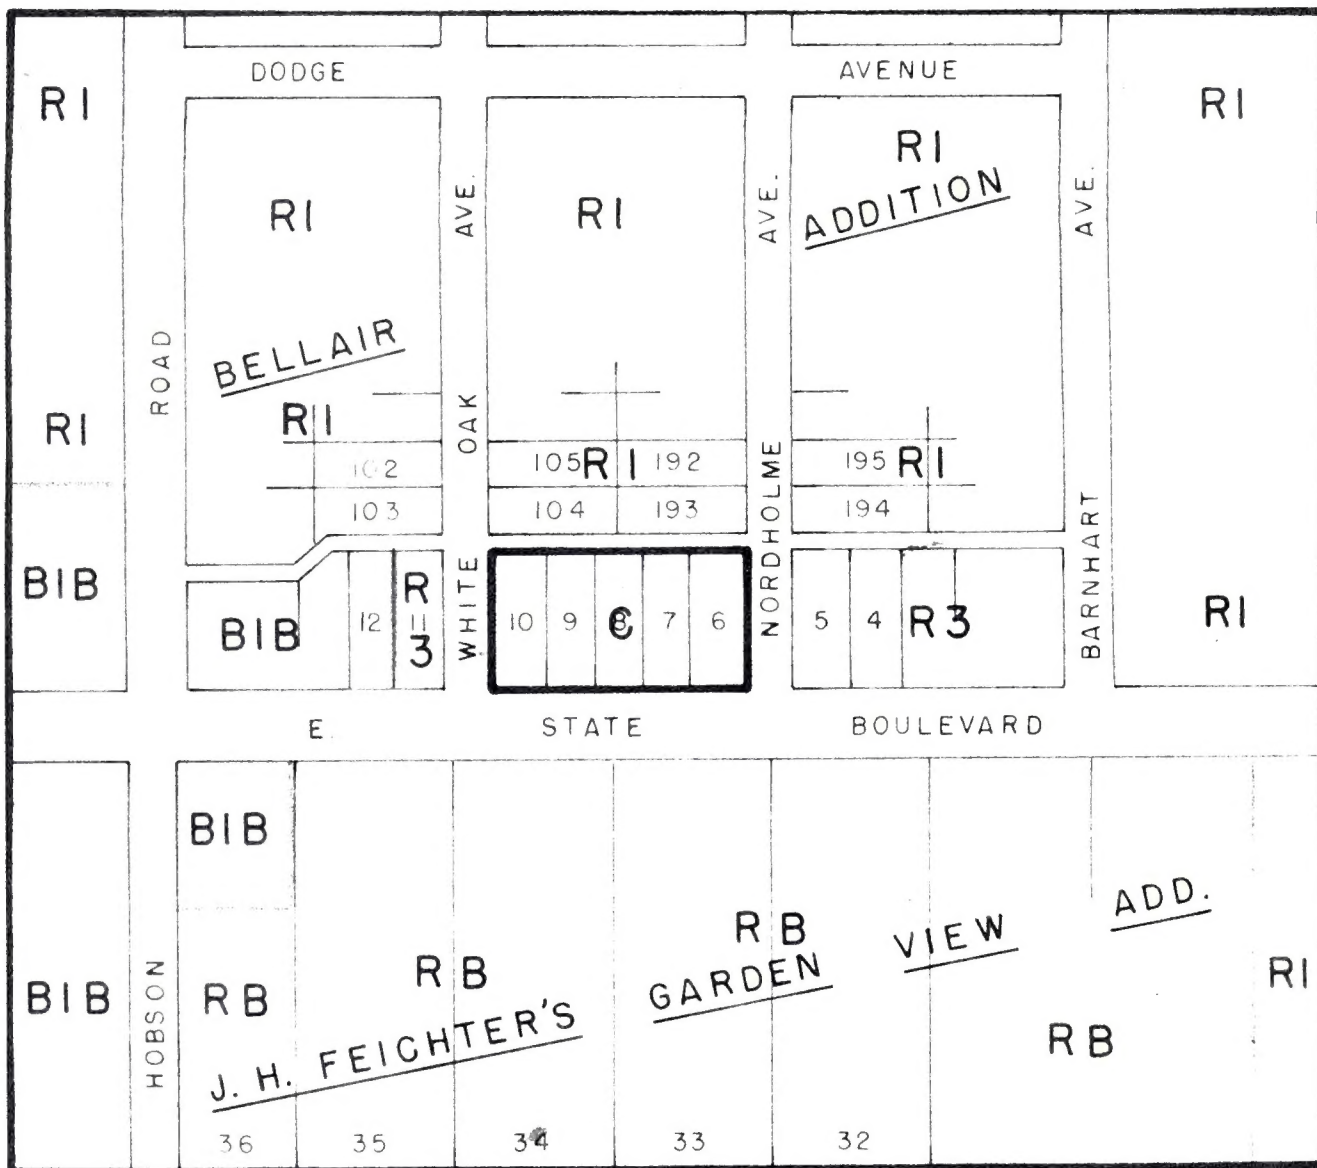 DODGE AVENUE
R1 R1
R1
R1 R1 ADDITION
AVE. AVE. AVE.
BELLAIR
ROAD
R1
R1
WHITE OAK
NORDHOLME
BARNHART
102 105 R1 192 195 R1
103 104 193 194
B1B
B1B 12 R 11 3 10 9 8 C 7 6 5 4 R3 R1
E. STATE BOULEVARD
B1B
HOBSON
B1B RB RB RB RB R1
J. H. FEICHTER'S GARDEN VIEW ADD.
36 35 34 33 32